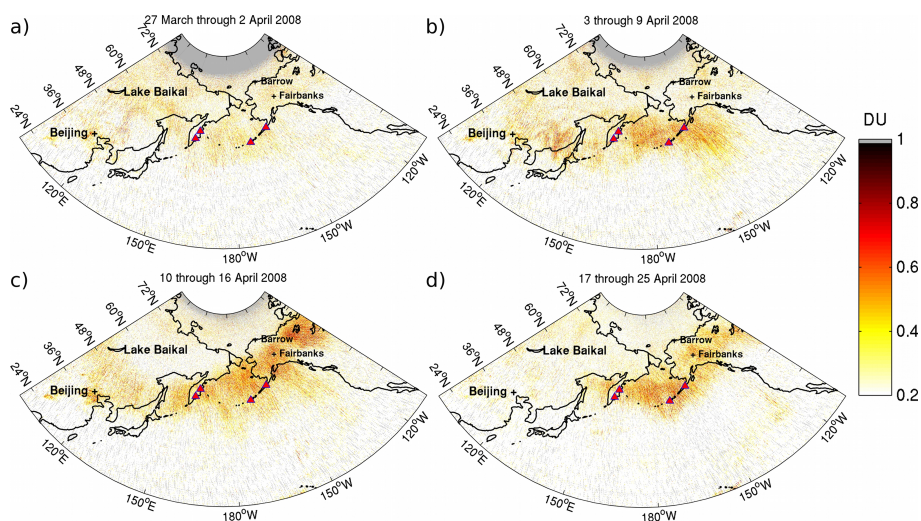 a)
27 March through 2 April 2008
72°N
60°N
48°N
36°N
24°N
Barrow
Fairbanks
Lake Baikal
Beijing
120°E
150°E
180°W
150°W
120°W
b)
3 through 9 April 2008
72°N
60°N
48°N
36°N
24°N
Barrow
Fairbanks
Lake Baikal
Beijing
120°E
150°E
180°W
150°W
120°W
DU
1
0.8
0.6
0.4
0.2
c)
10 through 16 April 2008
72°N
60°N
48°N
36°N
24°N
Barrow
Fairbanks
Lake Baikal
Beijing
120°E
150°E
180°W
150°W
120°W
d)
17 through 25 April 2008
72°N
60°N
48°N
36°N
24°N
Barrow
Fairbanks
Lake Baikal
Beijing
120°E
150°E
180°W
150°W
120°W